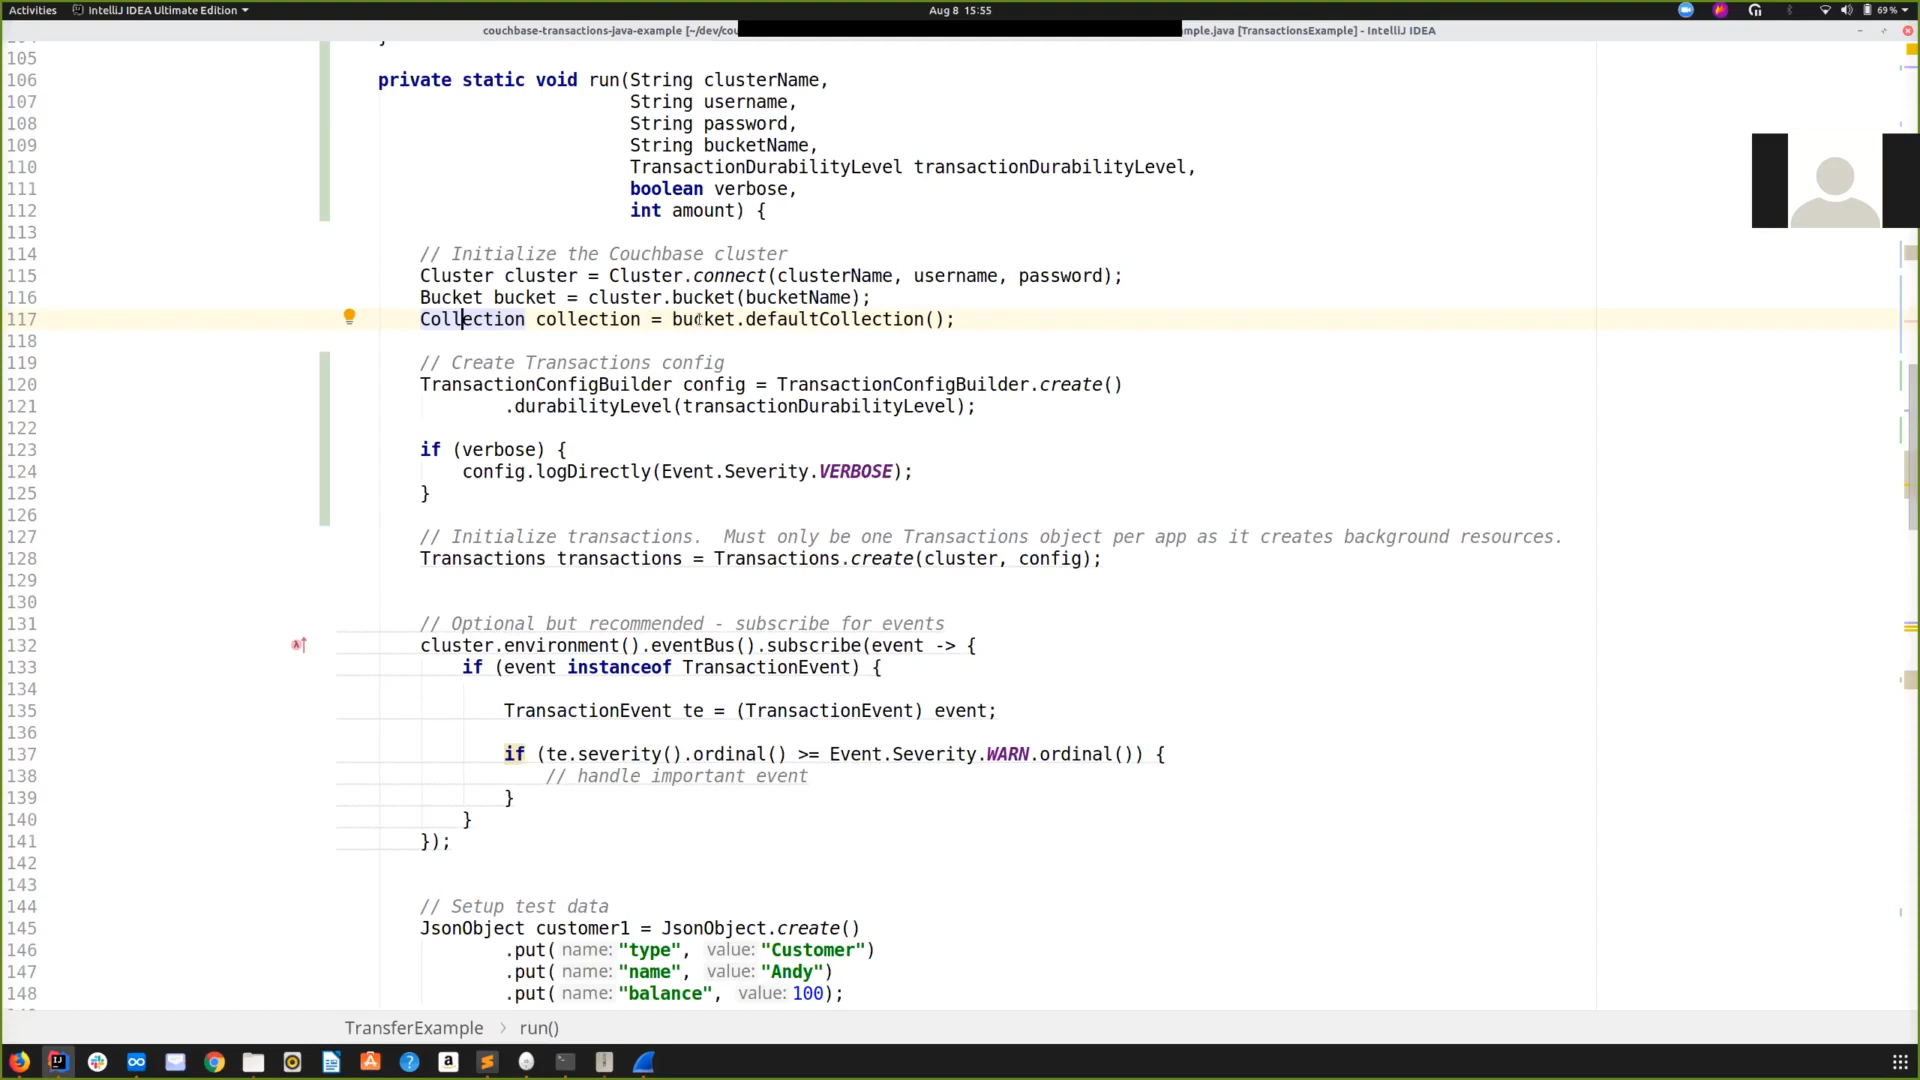 Activities IntelliJ IDEA Ultimate Edition Aug 8 15:55 69 %
couchbase-transactions-java-example [~/dev/cou mple.java [TransactionsExample] - IntelliJ IDEA
105
106 private static void run(String clusterName,
107 String username,
108 String password,
109 String bucketName,
110 TransactionDurabilityLevel transactionDurabilityLevel,
111 boolean verbose,
112 int amount) {
113
114 // Initialize the Couchbase cluster
115 Cluster cluster = Cluster.connect(clusterName, username, password);
116 Bucket bucket = cluster.bucket(bucketName);
117 Collection collection = bucket.defaultCollection();
118
119 // Create Transactions config
120 TransactionConfigBuilder config = TransactionConfigBuilder.create()
121 .durabilityLevel(transactionDurabilityLevel);
122
123 if (verbose) {
124 config.logDirectly(Event.Severity.VERBOSE);
125 }
126
127 // Initialize transactions.  Must only be one Transactions object per app as it creates background resources.
128 Transactions transactions = Transactions.create(cluster, config);
129
130
131 // Optional but recommended - subscribe for events
132 cluster.environment().eventBus().subscribe(event -> {
133 if (event instanceof TransactionEvent) {
134
135 TransactionEvent te = (TransactionEvent) event;
136
137 if (te.severity().ordinal() >= Event.Severity.WARN.ordinal()) {
138 // handle important event
139 }
140 }
141 });
142
143
144 // Setup test data
145 JsonObject customer1 = JsonObject.create()
146 .put( name: "type", value: "Customer")
147 .put( name: "name", value: "Andy")
148 .put( name: "balance", value: 100);
TransferExample > run()